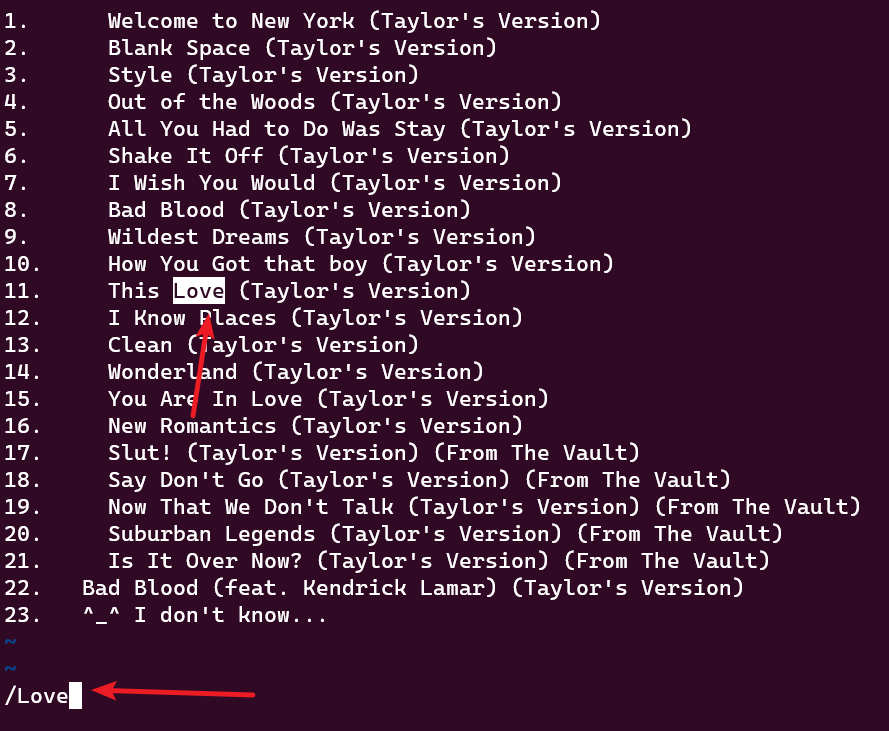 1.      Welcome to New York (Taylor's Version)
2.      Blank Space (Taylor's Version)
3.      Style (Taylor's Version)
4.      Out of the Woods (Taylor's Version)
5.      All You Had to Do Was Stay (Taylor's Version)
6.      Shake It Off (Taylor's Version)
7.      I Wish You Would (Taylor's Version)
8.      Bad Blood (Taylor's Version)
9.      Wildest Dreams (Taylor's Version)
10.     How You Got that boy (Taylor's Version)
11.     This Love (Taylor's Version)
12.     I Know Places (Taylor's Version)
13.     Clean (Taylor's Version)
14.     Wonderland (Taylor's Version)
15.     You Are In Love (Taylor's Version)
16.     New Romantics (Taylor's Version)
17.     Slut! (Taylor's Version) (From The Vault)
18.     Say Don't Go (Taylor's Version) (From The Vault)
19.     Now That We Don't Talk (Taylor's Version) (From The Vault)
20.     Suburban Legends (Taylor's Version) (From The Vault)
21.     Is It Over Now? (Taylor's Version) (From The Vault)
22.   Bad Blood (feat. Kendrick Lamar) (Taylor's Version)
23.   ^_^ I don't know...
~
~
/Love